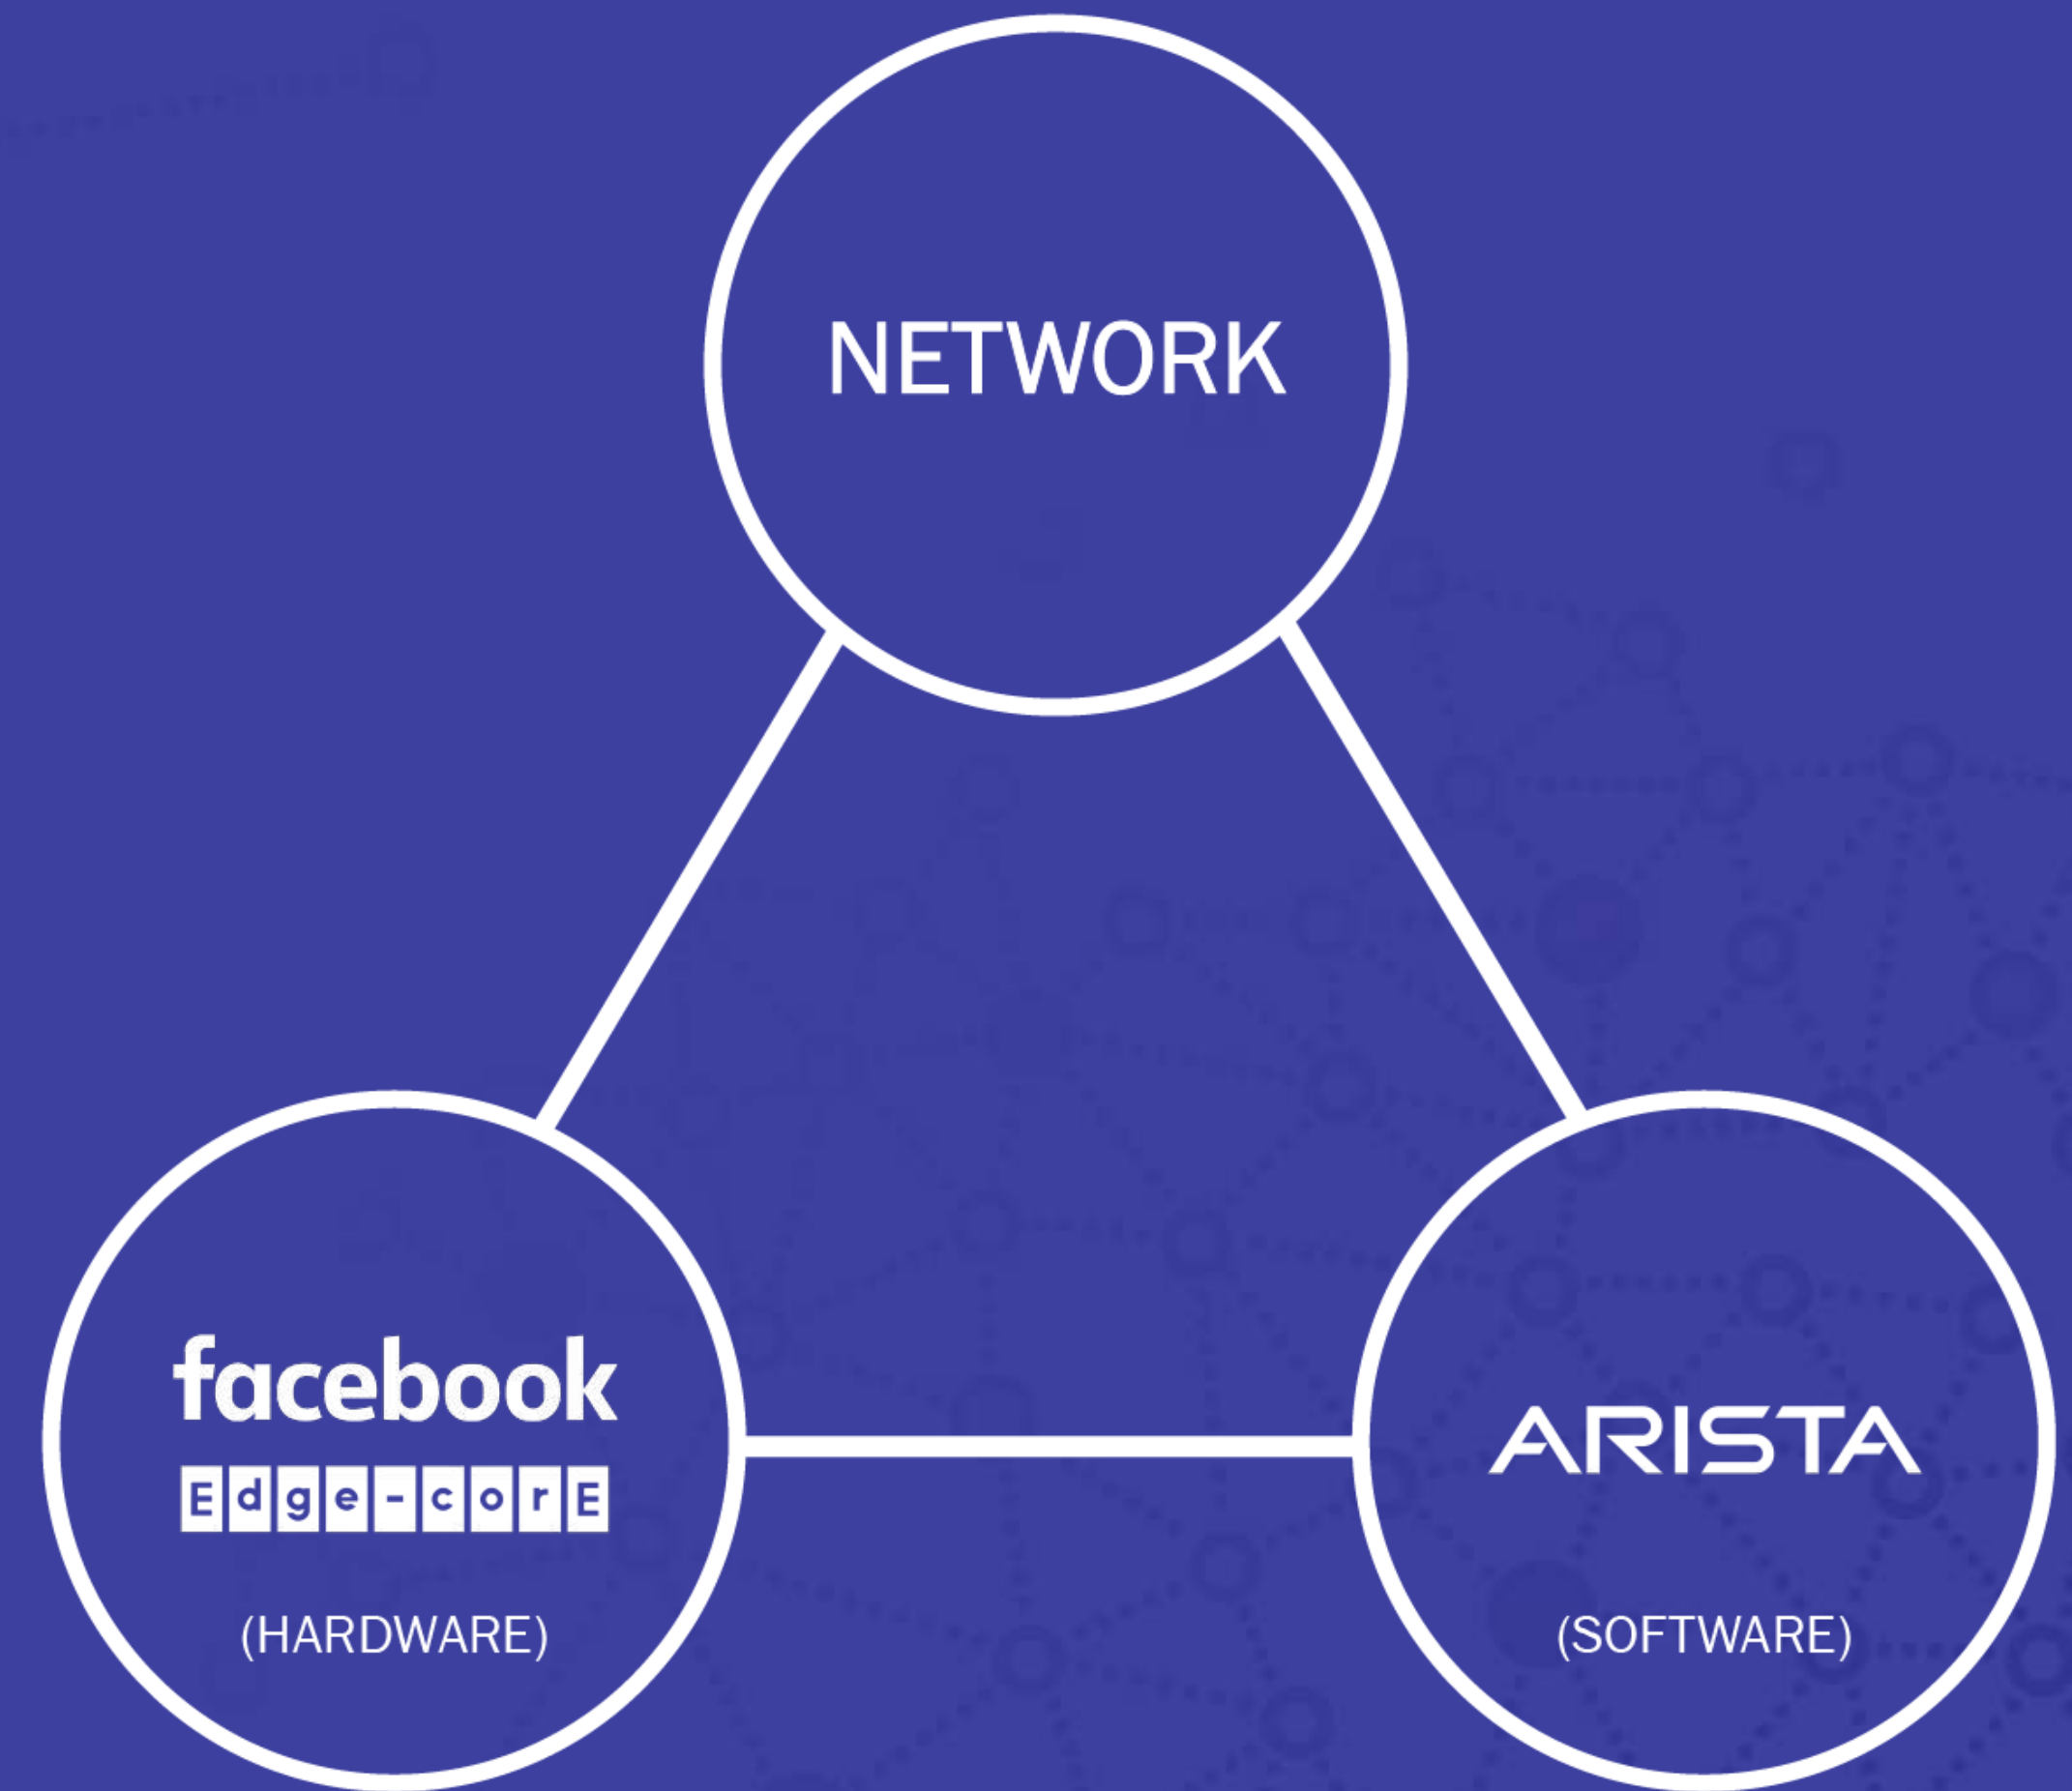 NETWORK
facebook
Edge-corE
(HARDWARE)
ARISTA
(SOFTWARE)